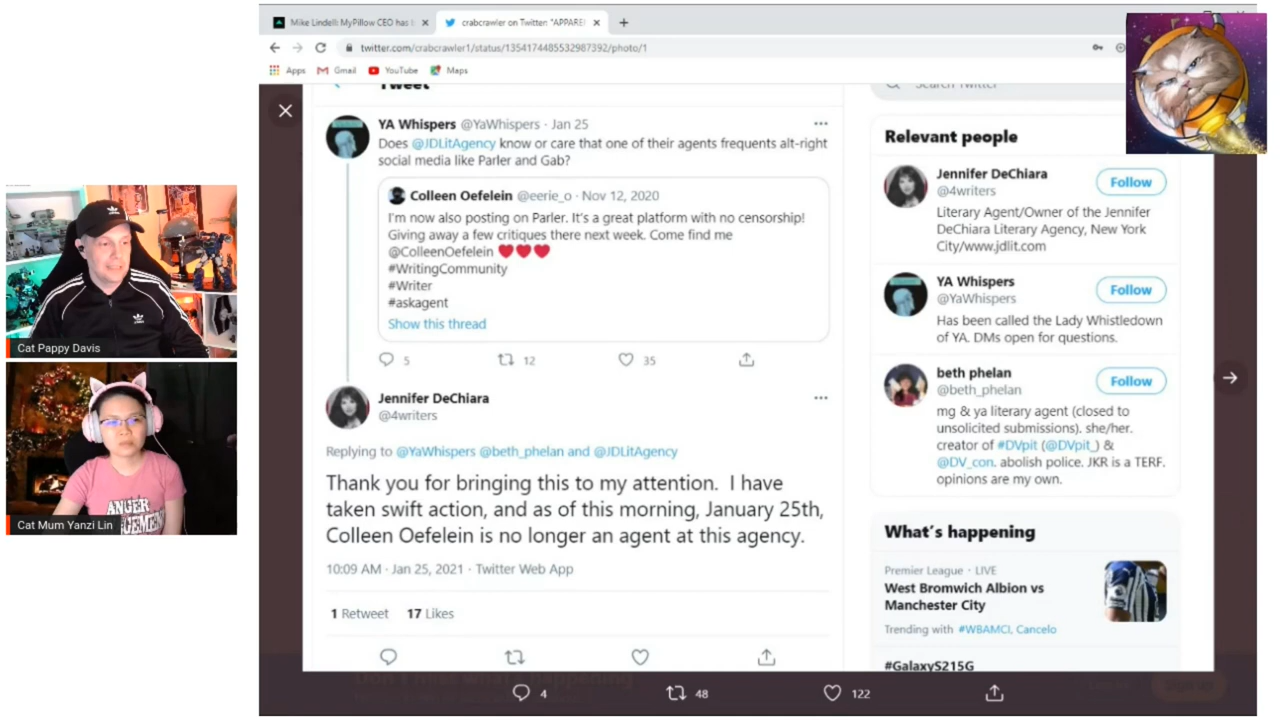 Mike Lindell: MyPillow CEO has
crabcrawler on Twitter: "APPARE
twitter.com/crabcrawler1/status/1354174485532987392/photo/1
Apps Gmail YouTube Maps
Tweet
YA Whispers @YaWhispers · Jan 25
Does @JDLitAgency know or care that one of their agents frequents alt-right
social media like Parler and Gab?
Colleen Oefelein @eerie_o · Nov 12, 2020
I'm now also posting on Parler. It's a great platform with no censorship!
Giving away a few critiques there next week. Come find me
@ColleenOefelein ❤️❤️❤️
#WritingCommunity
#Writer
#askagent
Show this thread
5 12 35
Jennifer DeChiara
@4writers
Replying to @YaWhispers @beth_phelan and @JDLitAgency
Thank you for bringing this to my attention. I have
taken swift action, and as of this morning, January 25th,
Colleen Oefelein is no longer an agent at this agency.
10:09 AM · Jan 25, 2021 · Twitter Web App
1 Retweet 17 Likes
4 48 122
Search Twitter
Relevant people
Jennifer DeChiara
@4writers
Follow
Literary Agent/Owner of the Jennifer
DeChiara Literary Agency, New York
City/www.jdlit.com
YA Whispers
@YaWhispers
Follow
Has been called the Lady Whistledown
of YA. DMs open for questions.
beth phelan
@beth_phelan
Follow
mg & ya literary agent (closed to
unsolicited submissions). she/her.
creator of #DVpit (@DVpit_) &
@DV_con. abolish police. JKR is a TERF.
opinions are my own.
What's happening
Premier League · LIVE
West Bromwich Albion vs
Manchester City
Trending with #WBAMCI, Cancelo
#GalaxyS215G
Don't miss what's happening
Sign up
Cat Pappy Davis
ANGER
Cat Mum Yanzi Lin